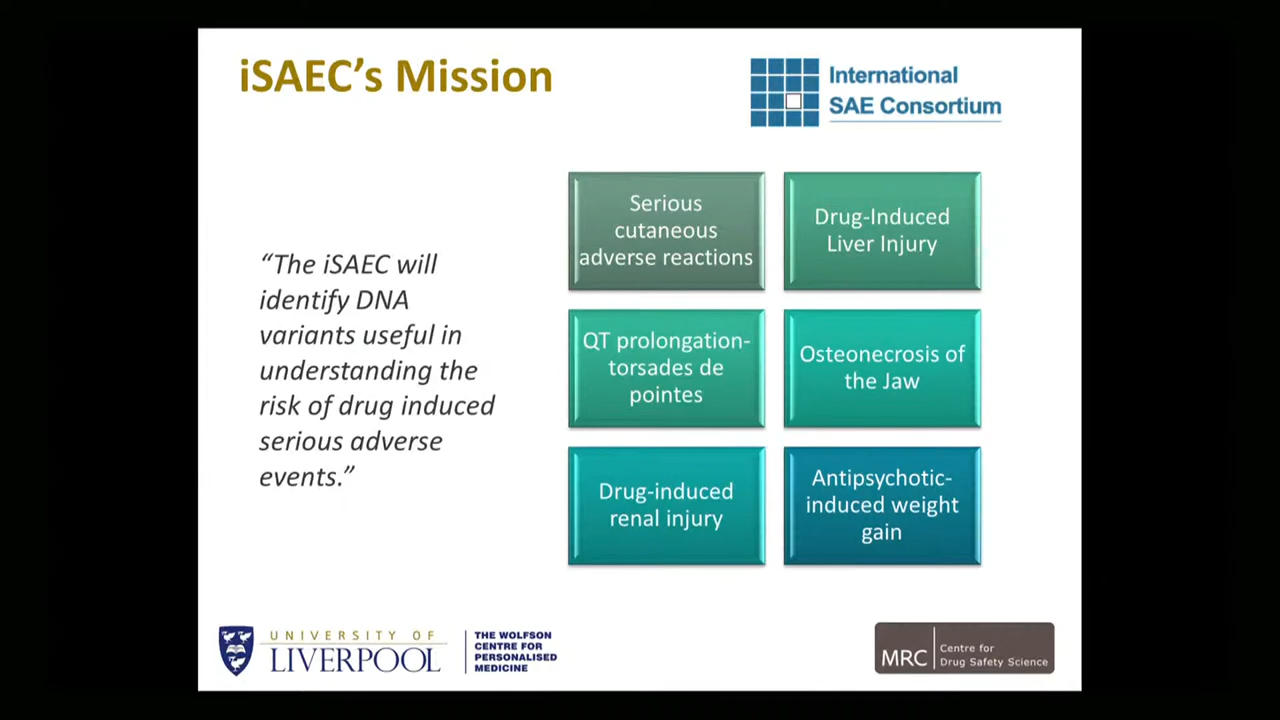 iSAEC’s Mission
International
SAE Consortium
“The iSAEC will
identify DNA
variants useful in
understanding the
risk of drug induced
serious adverse
events.”
Serious
cutaneous
adverse reactions
Drug-Induced
Liver Injury
QT prolongation-
torsades de
pointes
Osteonecrosis of
the Jaw
Drug-induced
renal injury
Antipsychotic-
induced weight
gain
UNIVERSITY OF
LIVERPOOL
THE WOLFSON
CENTRE FOR
PERSONALISED
MEDICINE
MRC
Centre for
Drug Safety Science